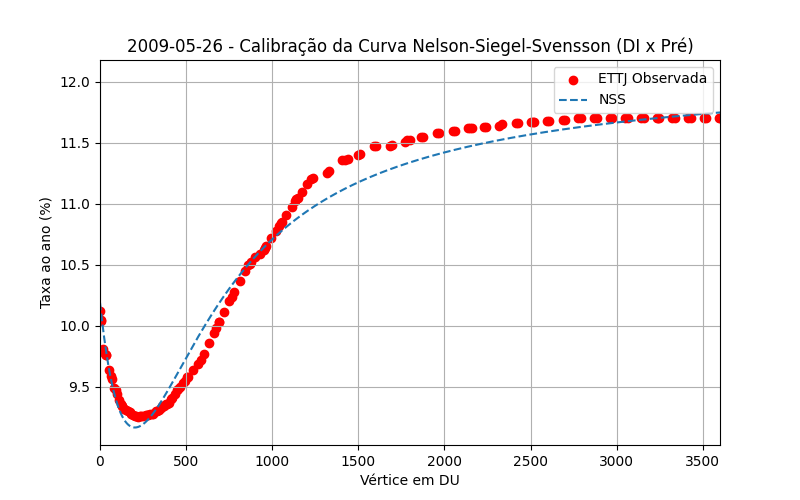 2009-05-26 - Calibração da Curva Nelson-Siegel-Svensson (DI x Pré)
ETTJ Observada
NSS
Taxa ao ano (%)
12.0
11.5
11.0
10.5
10.0
9.5
0 500 1000 1500 2000 2500 3000 3500
Vértice em DU